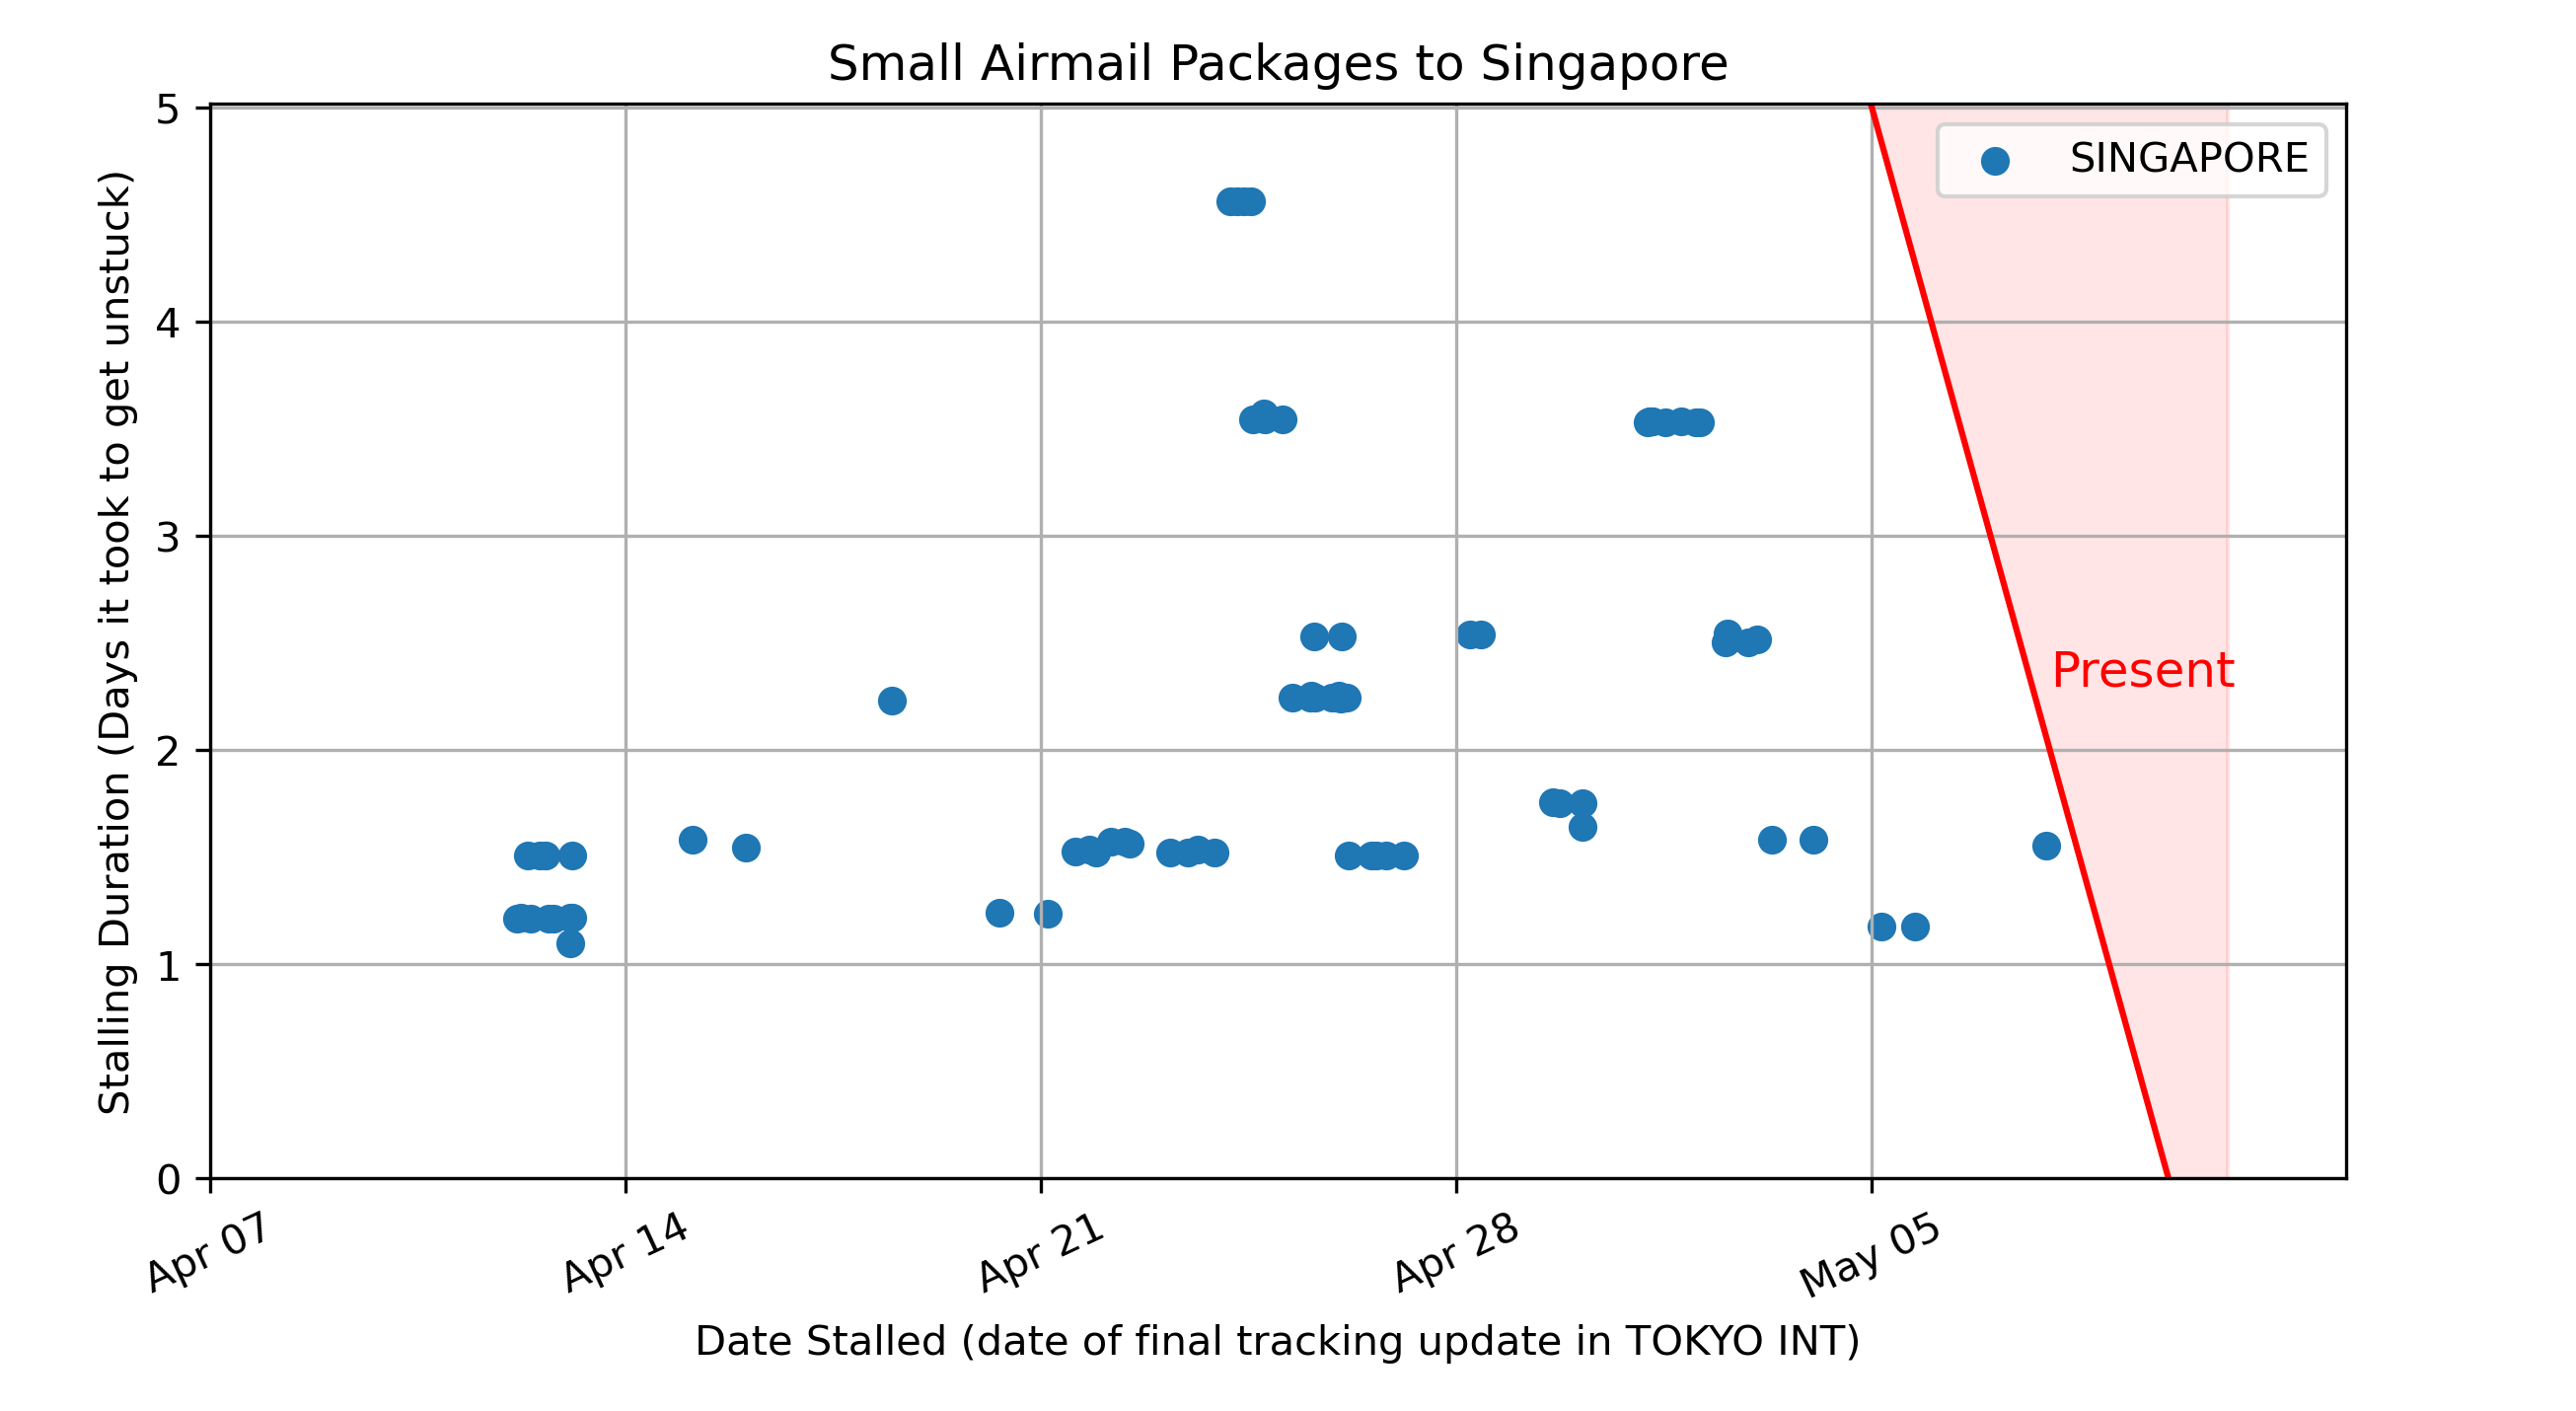 Small Airmail Packages to Singapore
SINGAPORE
Present
Stalling Duration (Days it took to get unstuck)
5
4
3
2
1
0
Apr 07
Apr 14
Apr 21
Apr 28
May 05
Date Stalled (date of final tracking update in TOKYO INT)